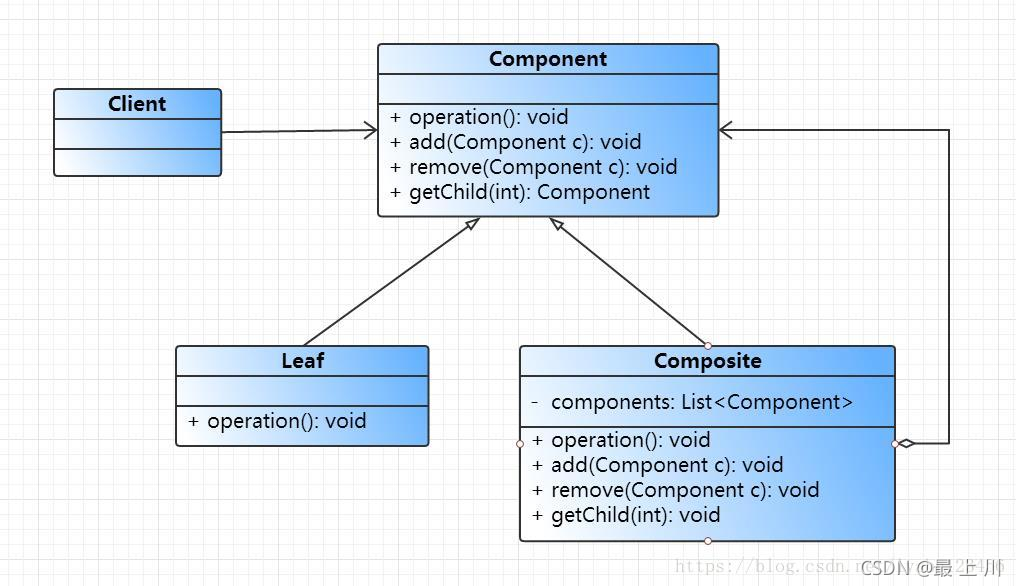 Component
+ operation(): void
+ add(Component c): void
+ remove(Component c): void
+ getChild(int): Component
Client
Leaf
+ operation(): void
Composite
- components: List<Component>
+ operation(): void
+ add(Component c): void
+ remove(Component c): void
+ getChild(int): void
https://blog.csdn.
CSDN @最 上川